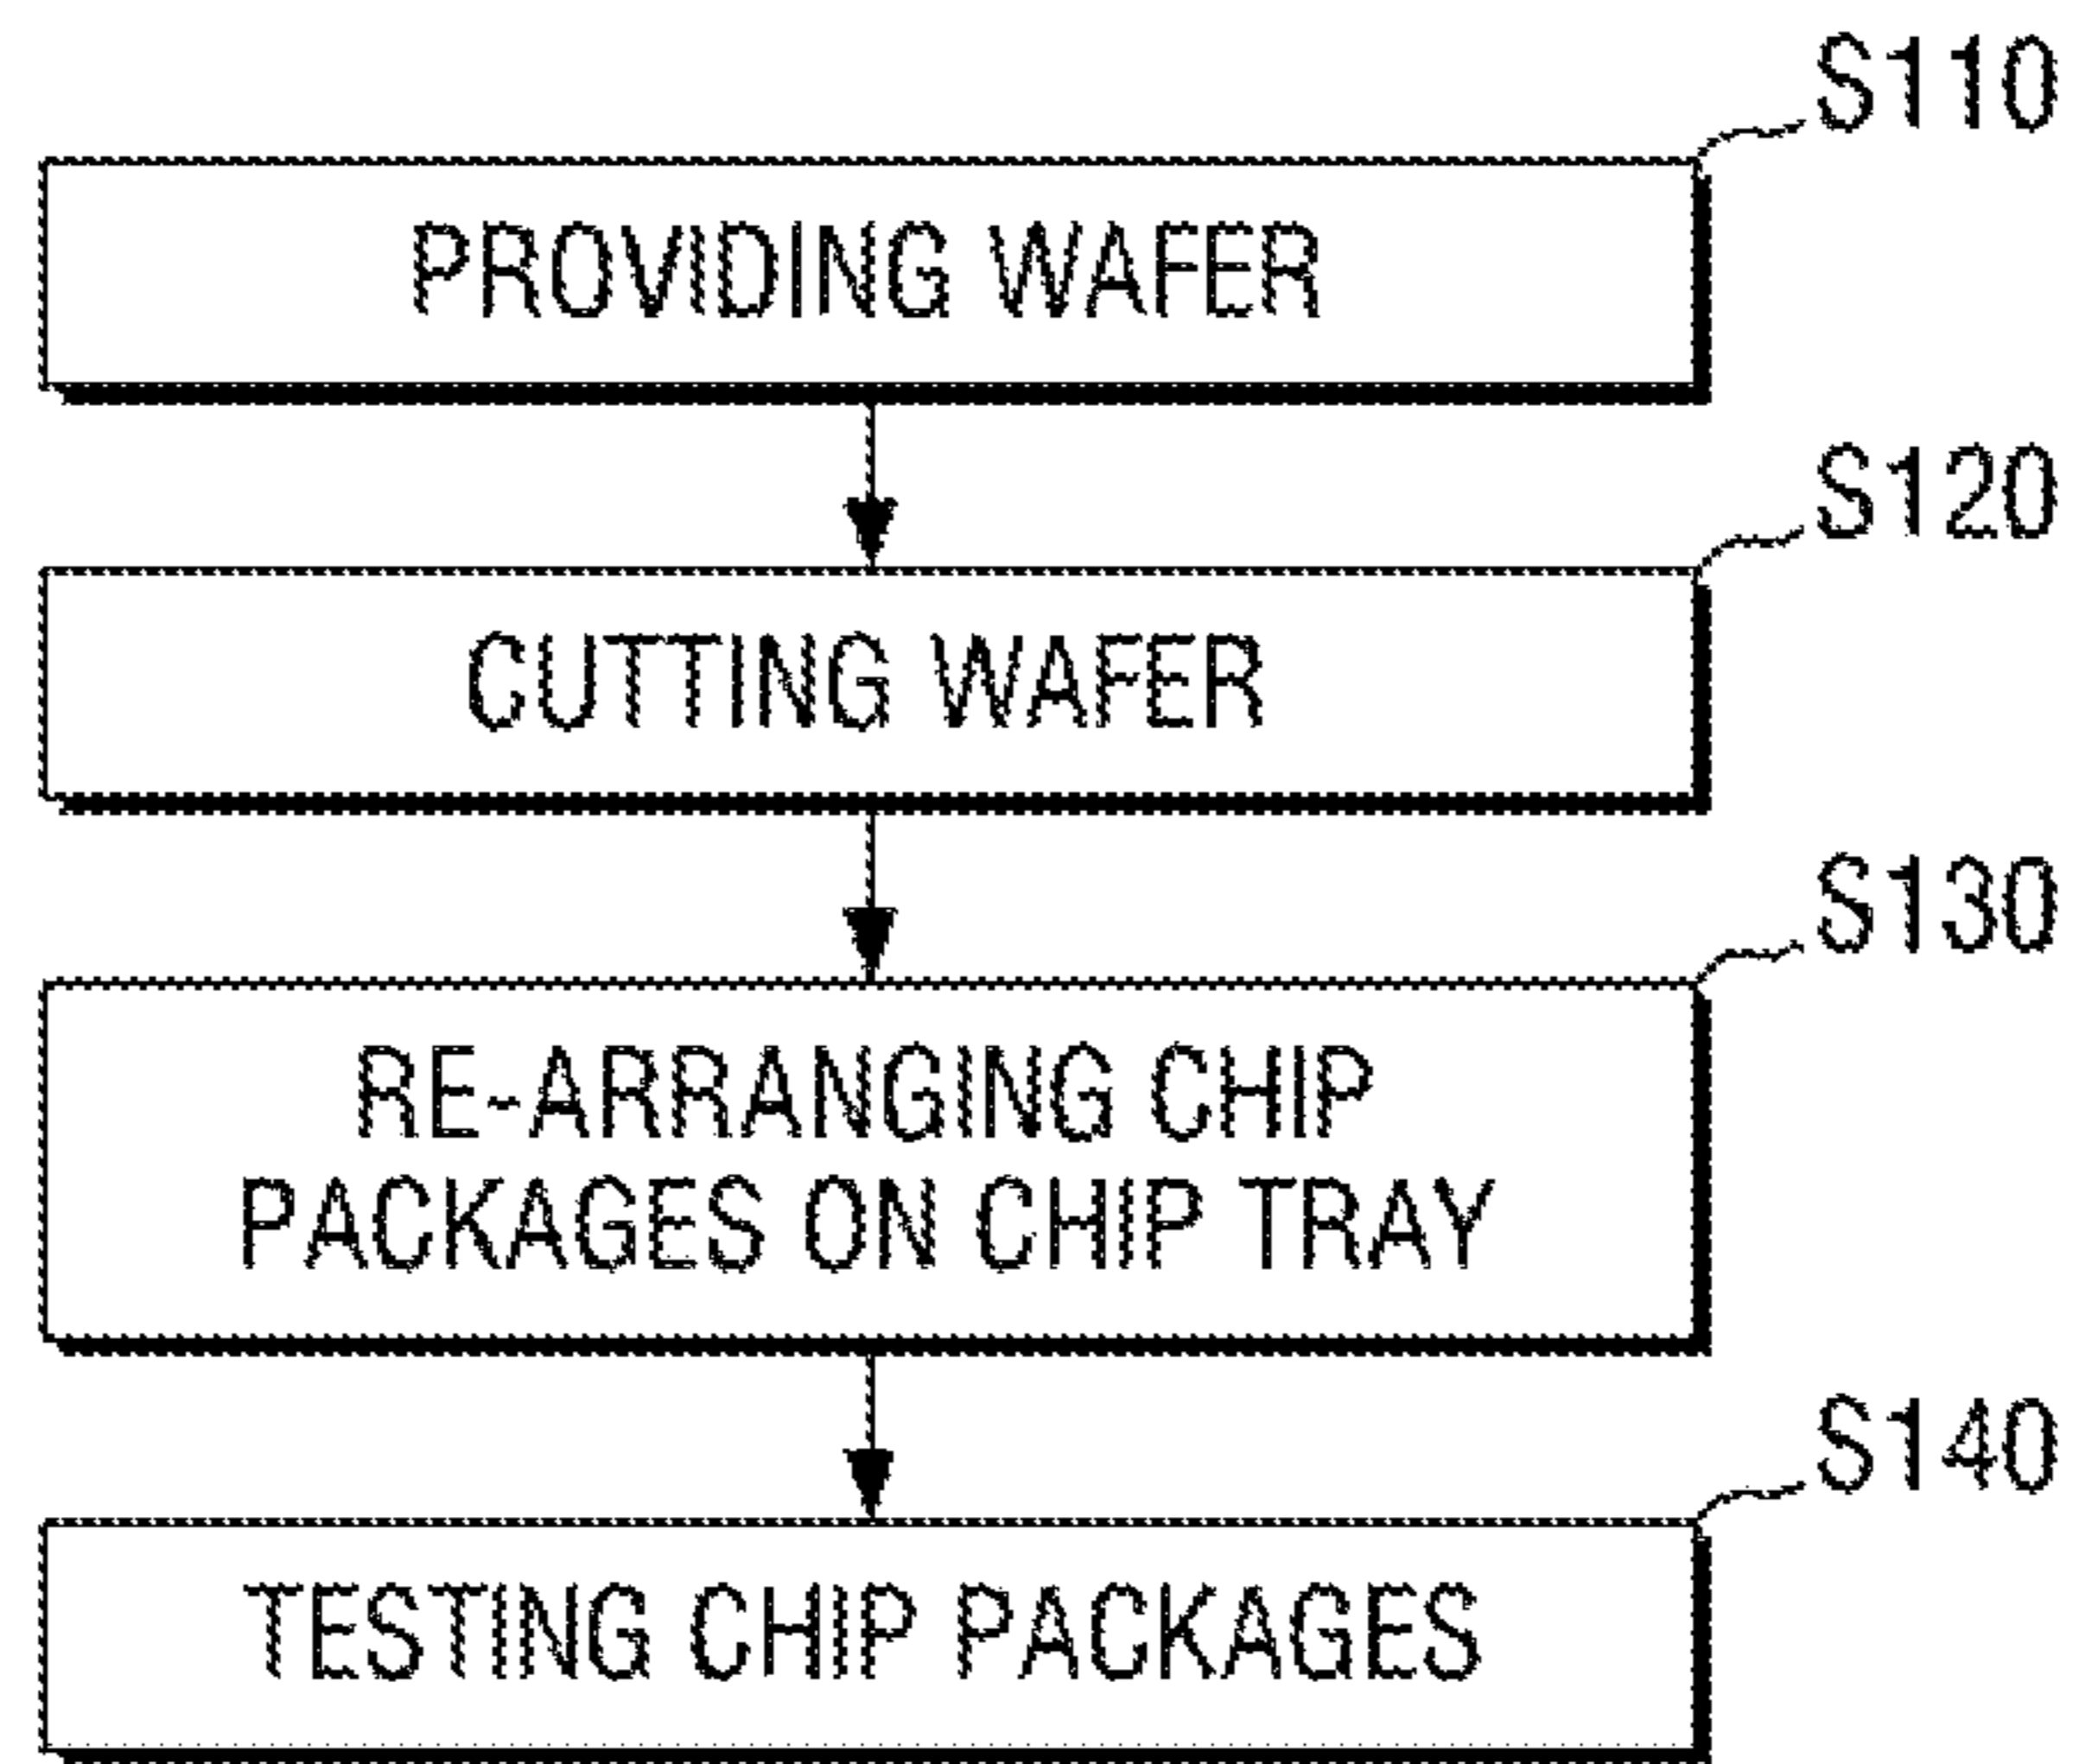 S110
PROVIDING WAFER
S120
CUTTING WAFER
S130
RE-ARRANGING CHIP
PACKAGES ON CHIP TRAY
S140
TESTING CHIP PACKAGES